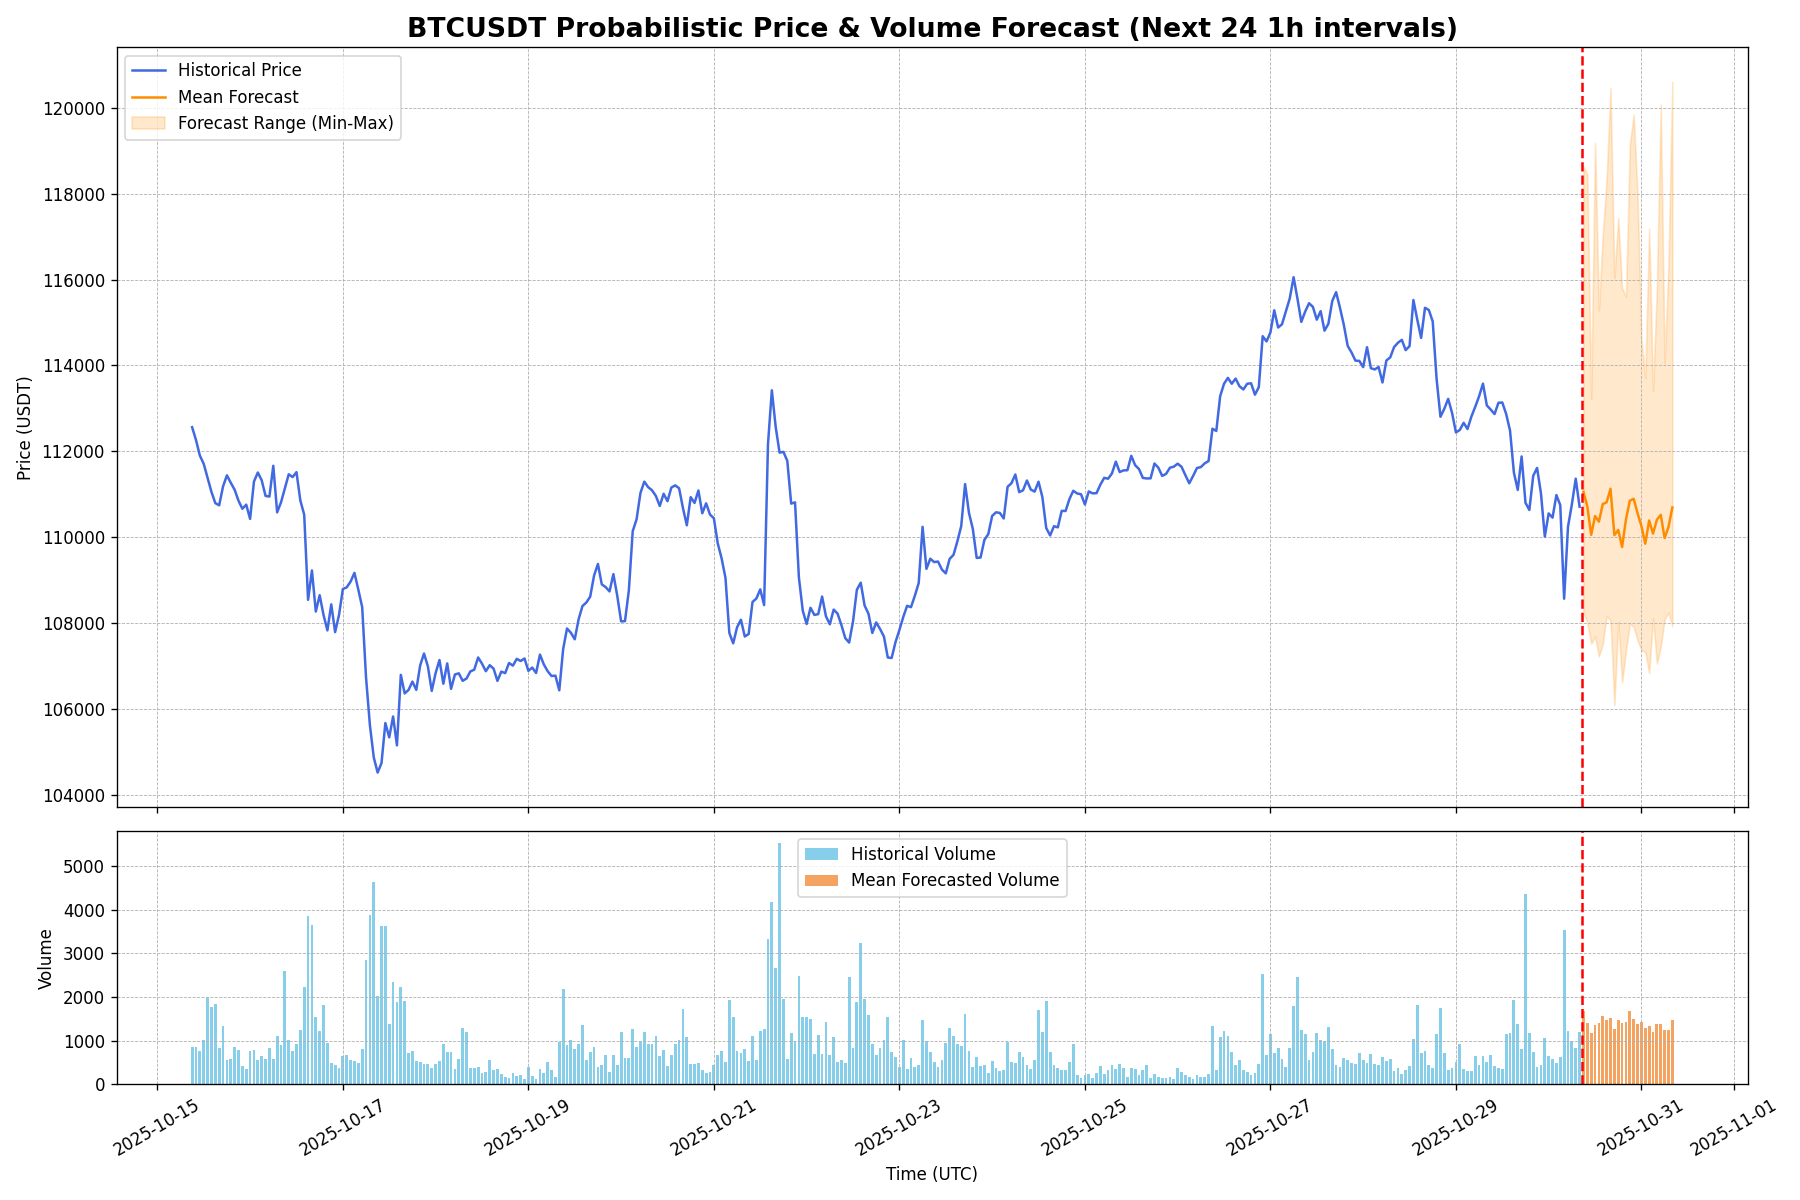 BTCUSDT Probabilistic Price & Volume Forecast (Next 24 1h intervals)
Historical Price
Mean Forecast
Forecast Range (Min-Max)
Price (USDT)
120000
118000
116000
114000
112000
110000
108000
106000
104000
Historical Volume
Mean Forecasted Volume
Volume
5000
4000
3000
2000
1000
0
2025-10-15
2025-10-17
2025-10-19
2025-10-21
2025-10-23
2025-10-25
2025-10-27
2025-10-29
2025-10-31
2025-11-01
Time (UTC)